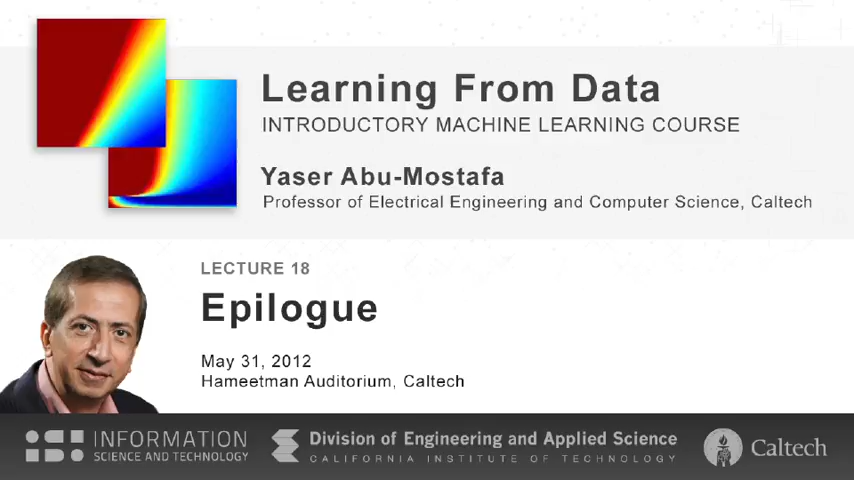 Learning From Data
INTRODUCTORY MACHINE LEARNING COURSE
Yaser Abu-Mostafa
Professor of Electrical Engineering and Computer Science, Caltech
LECTURE 18
Epilogue
May 31, 2012
Hameetman Auditorium, Caltech
INFORMATION
SCIENCE AND TECHNOLOGY
Division of Engineering and Applied Science
CALIFORNIA INSTITUTE OF TECHNOLOGY
Caltech